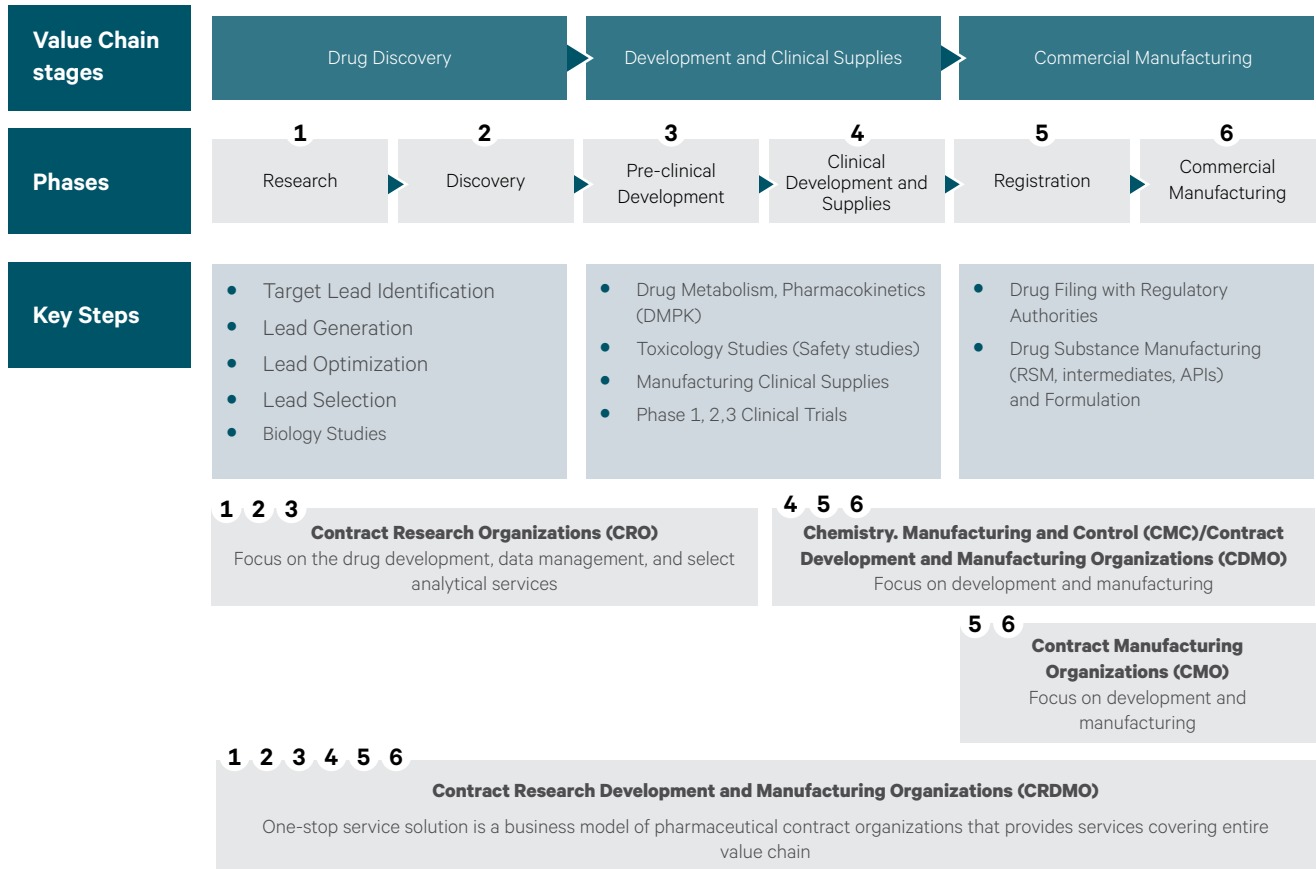 Value Chain
stages
Drug Discovery
Development and Clinical Supplies
Commercial Manufacturing
Phases
1
Research
2
Discovery
3
Pre-clinical
Development
4
Clinical
Development and
Supplies
5
Registration
6
Commercial
Manufacturing
Key Steps
Target Lead Identification
Lead Generation
Lead Optimization
Lead Selection
Biology Studies
Drug Metabolism, Pharmacokinetics
(DMPK)
Toxicology Studies (Safety studies)
Manufacturing Clinical Supplies
Phase 1, 2,3 Clinical Trials
Drug Filing with Regulatory
Authorities
Drug Substance Manufacturing
(RSM, intermediates, APIs)
and Formulation
1 2 3
Contract Research Organizations (CRO)
Focus on the drug development, data management, and select
analytical services
4 5 6
Chemistry. Manufacturing and Control (CMC)/Contract
Development and Manufacturing Organizations (CDMO)
Focus on development and manufacturing
5 6
Contract Manufacturing
Organizations (CMO)
Focus on development and
manufacturing
1 2 3 4 5 6
Contract Research Development and Manufacturing Organizations (CRDMO)
One-stop service solution is a business model of pharmaceutical contract organizations that provides services covering entire
value chain